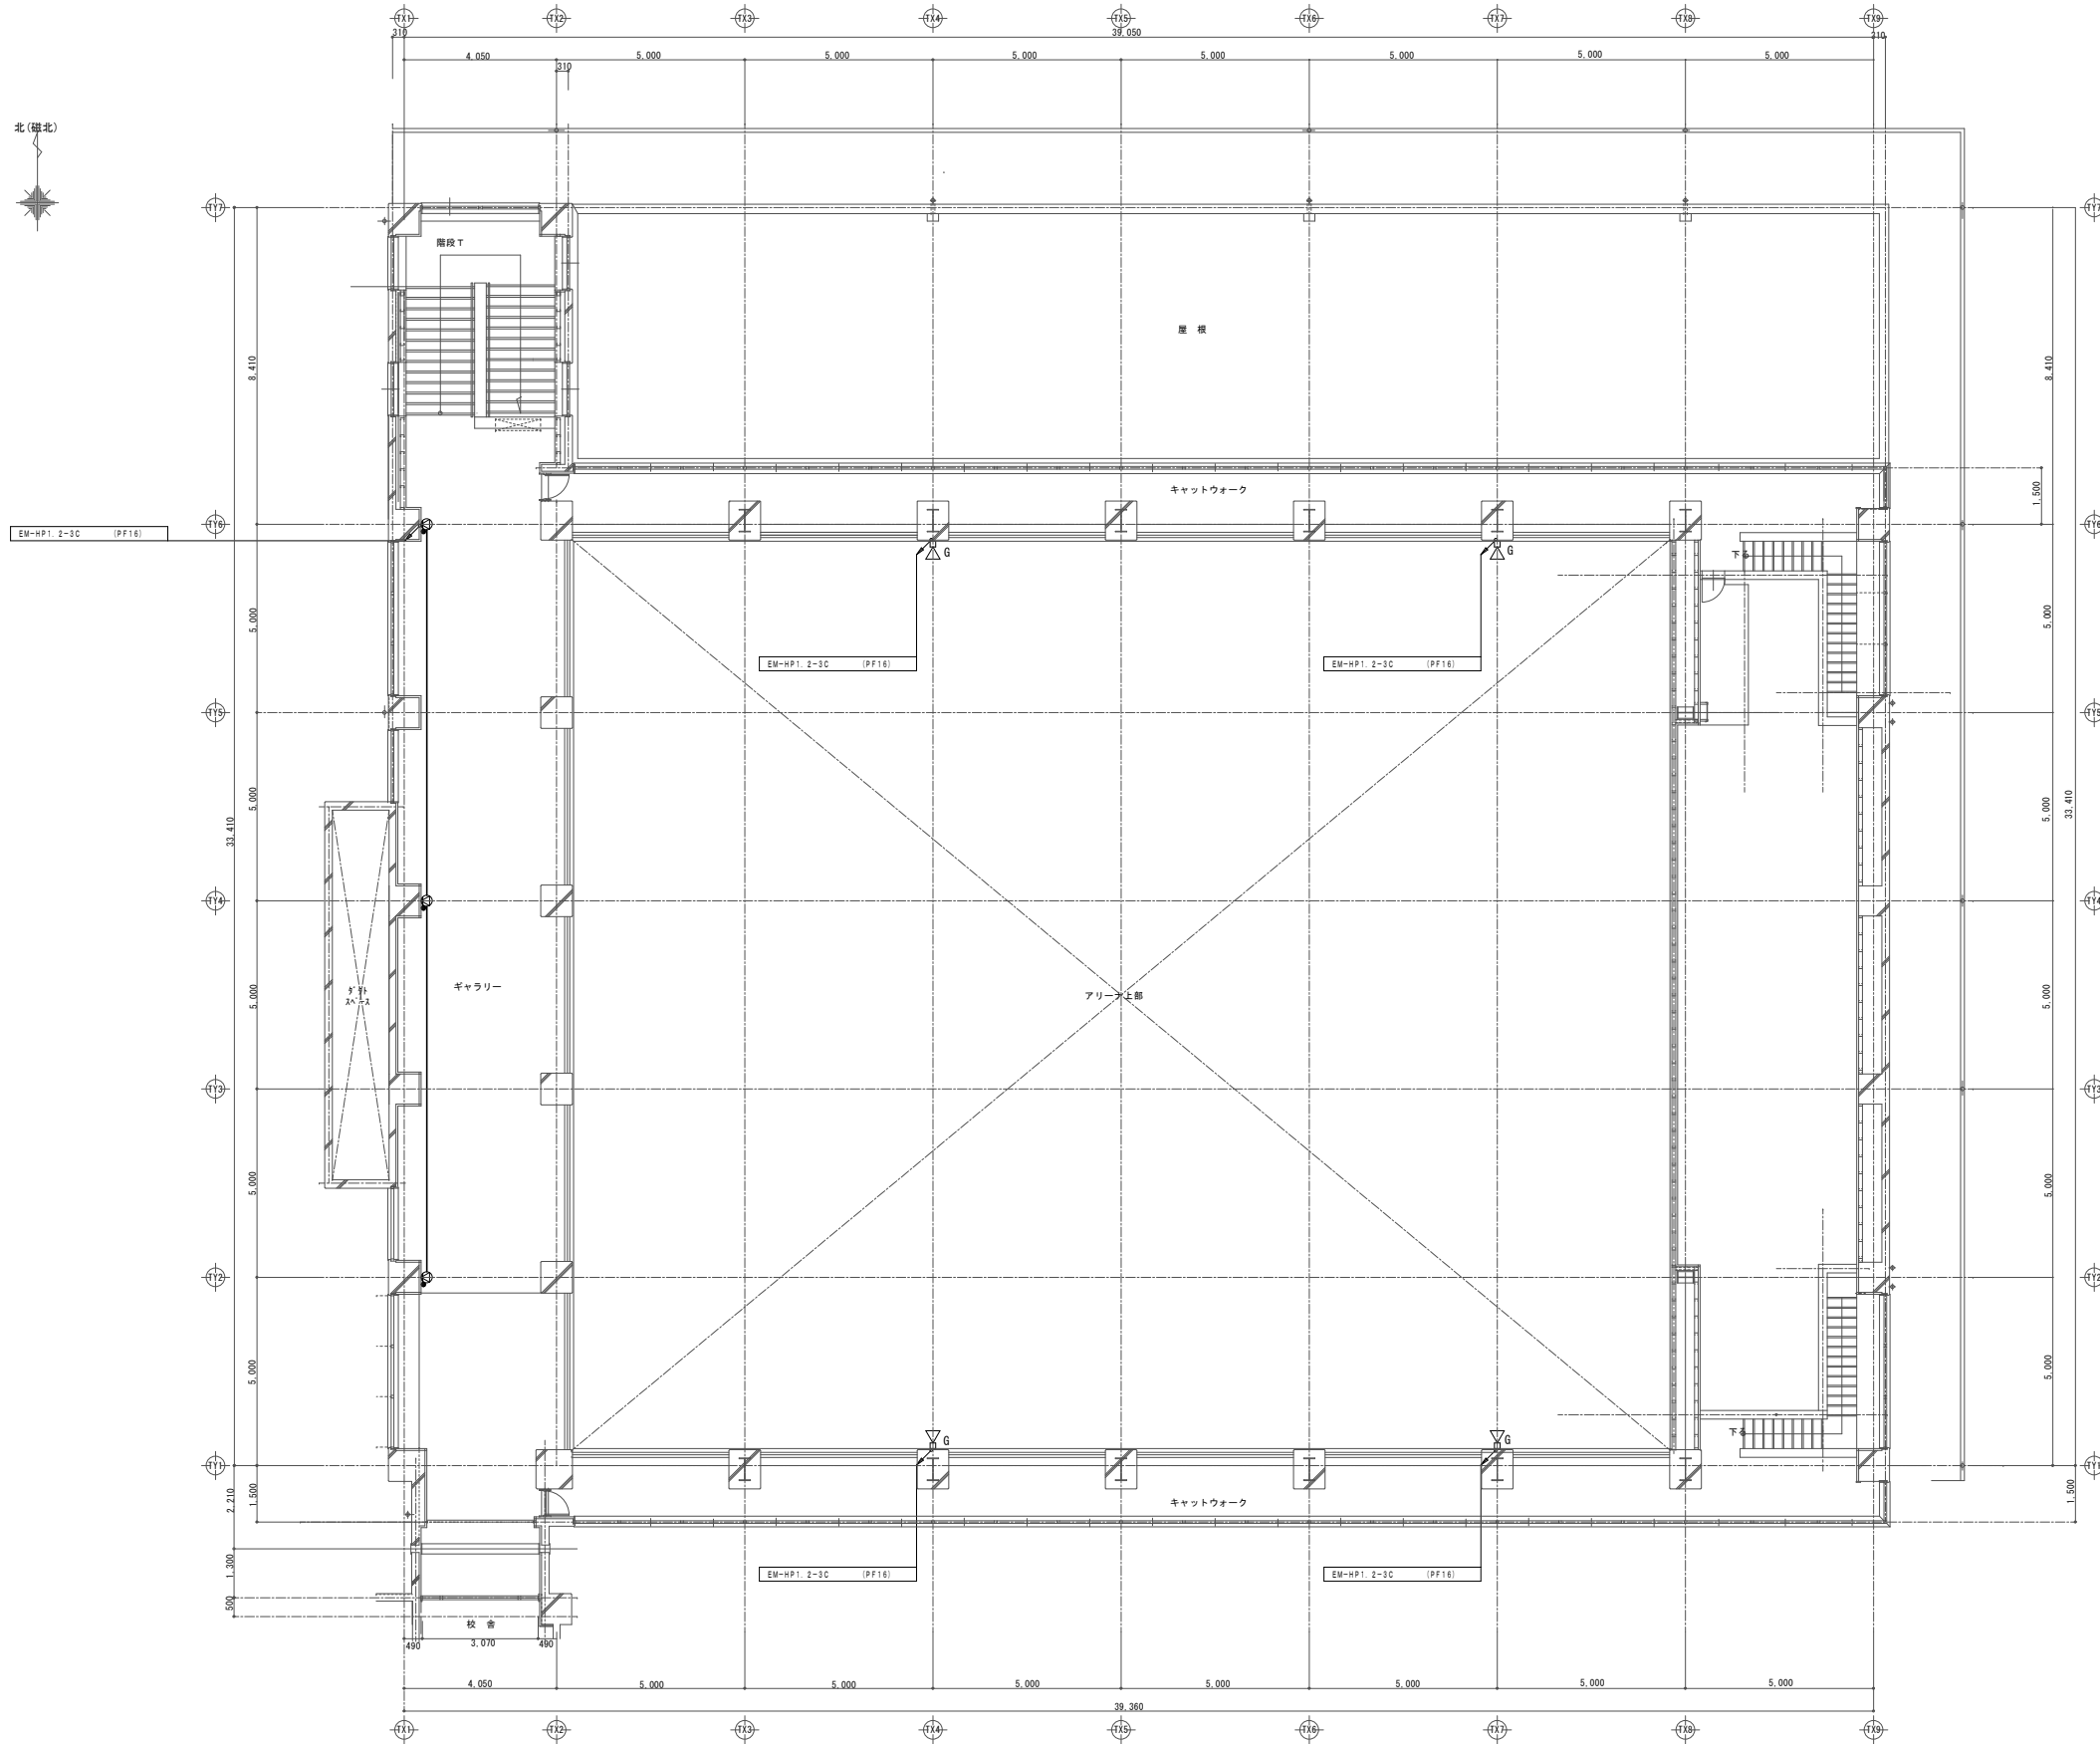 TX1 TX2 TX3 TX4 TX5 TX6 TX7 TX8 TX9
310 39,050 310
4,050 5,000 5,000 5,000 5,000 5,000 5,000 5,000
310
北(磁北)
TY7 TY7
階段T
屋 根
8,410 8,410
キャットウォーク
1,500
TY6 TY6
EM-HP1.2-3C (PF16)
G G
下る
5,000 5,000
EM-HP1.2-3C (PF16) EM-HP1.2-3C (PF16)
TY5 TY5
5,000 5,000
33,410 33,410
TY4 TY4
ギャラリー
ダクト
スペース
アリーナ上部
5,000 5,000
TY3 TY3
5,000 5,000
TY2 TY2
5,000 5,000
下る
G G
TY1 TY1
2,210 1,500 1,500
キャットウォーク
1,300
EM-HP1.2-3C (PF16) EM-HP1.2-3C (PF16)
500
校 舎
490 3,070 490
4,050 5,000 5,000 5,000 5,000 5,000 5,000 5,000
39,360
TX1 TX2 TX3 TX4 TX5 TX6 TX7 TX8 TX9